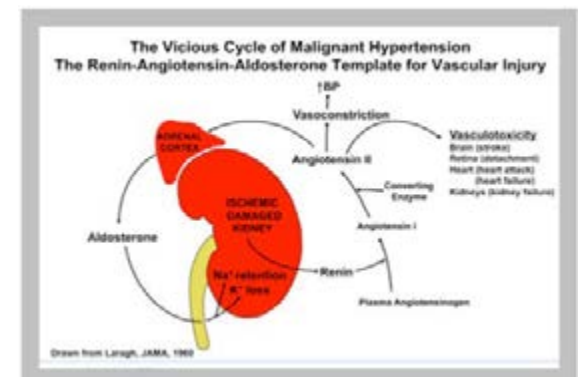 The Vicious Cycle of Malignant Hypertension
The Renin-Angiotensin-Aldosterone Template for Vascular Injury
↑BP
Vasoconstriction
ADRENAL
CORTEX
Angiotensin II
Vasculotoxicity
Brain (stroke)
Retina (detachment)
Heart (heart attack)
(heart failure)
Kidneys (kidney failure)
Converting
Enzyme
ISCHEMIC
DAMAGED
KIDNEY
Angiotensin I
Aldosterone
Na⁺ retention
K⁺ loss
Renin
Plasma Angiotensinogen
Drawn from Laragh, JAMA, 1960